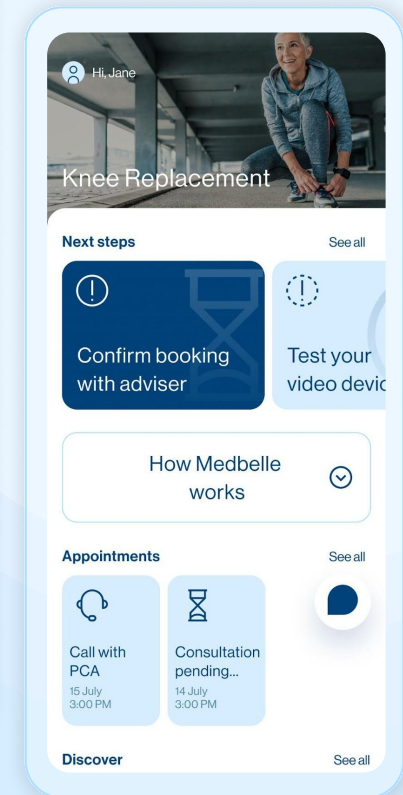 Hi, Jane
Knee Replacement
Next steps
See all
Confirm booking
with adviser
Test your
video devic
How Medbelle
works
Appointments
See all
Call with
PCA
15 July
3:00 PM
Consultation
pending...
14 July
3:00 PM
Discover
See all